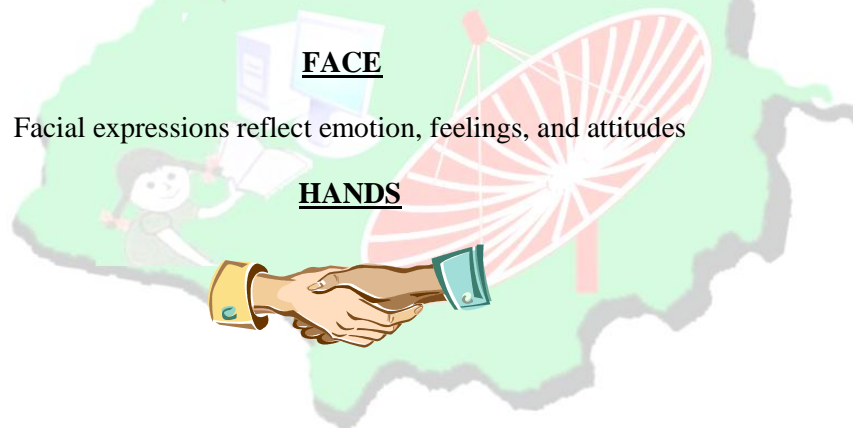 FACE
Facial expressions reflect emotion, feelings, and attitudes
HANDS